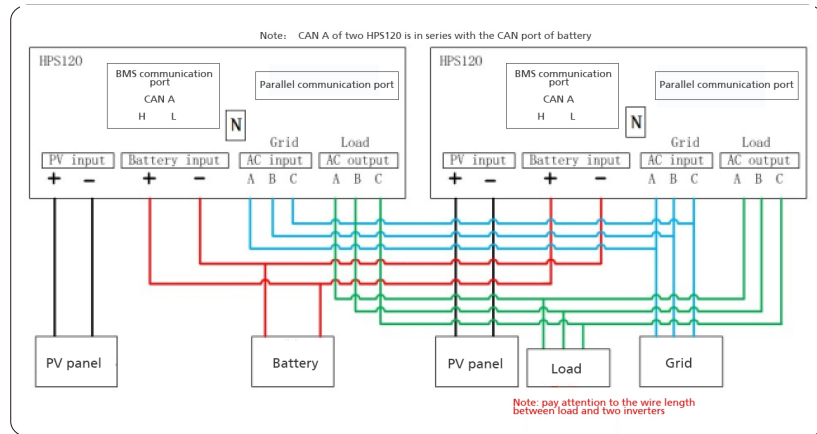 Note: CAN A of two HPS120 is in series with the CAN port of battery
HPS120
BMS communication
port
CAN A
H L
Parallel communication port
N
Grid Load
PV input Battery input AC input AC output
+ − + − A B C A B C
HPS120
BMS communication
port
CAN A
H L
Parallel communication port
N
Grid Load
PV input Battery input AC input AC output
+ − + − A B C A B C
PV panel
Battery
PV panel
Load
Grid
Note: pay attention to the wire length
between load and two inverters